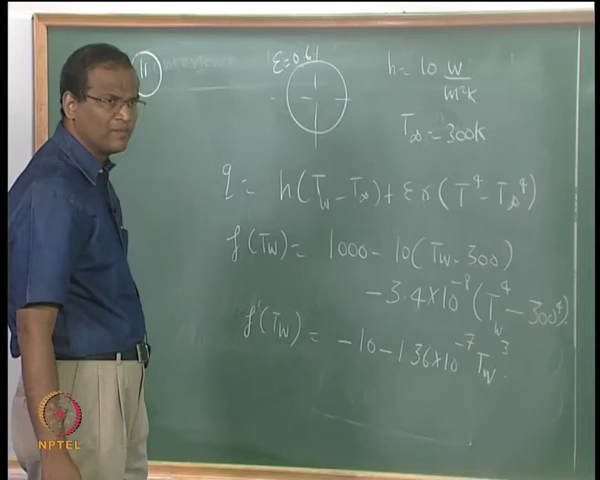 11
ε=0.61
h = 10 W/m²K
T∞ = 300K
q = h(Tw - T∞) + εσ(T⁴ - T∞⁴)
f(Tw) = 1000 - 10(Tw - 300)
- 3.4×10⁻⁸(Tw⁴ - 300⁴)
f'(Tw) = -10 - 1.36×10⁻⁷ Tw³.
NPTEL